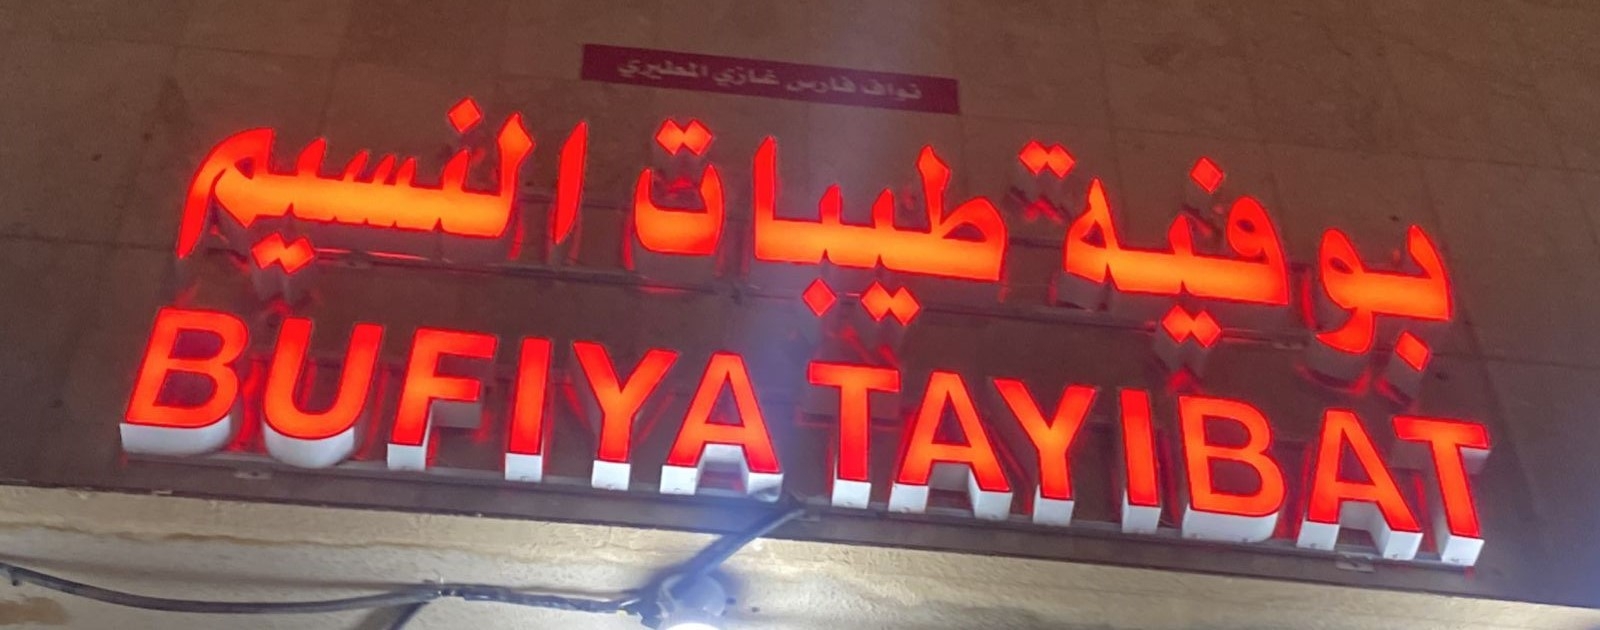 نواف فارس غازي المطيري
بوفية طيبات النسيم
BUFIYA TAYIBAT